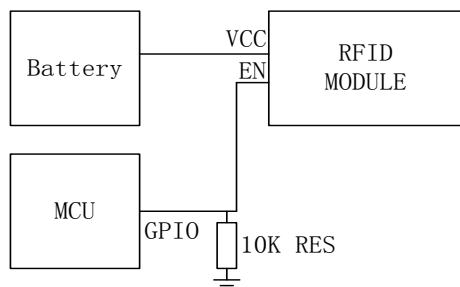 Battery
VCC
EN
RFID
MODULE
MCU
GPIO
10K RES